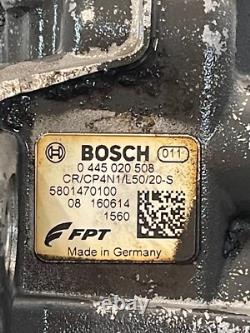 BOSCH 011
0 445 020 508
CR/CP4N1/L50/20-S
5801470100
08 160614
1560
FPT
Made in Germany